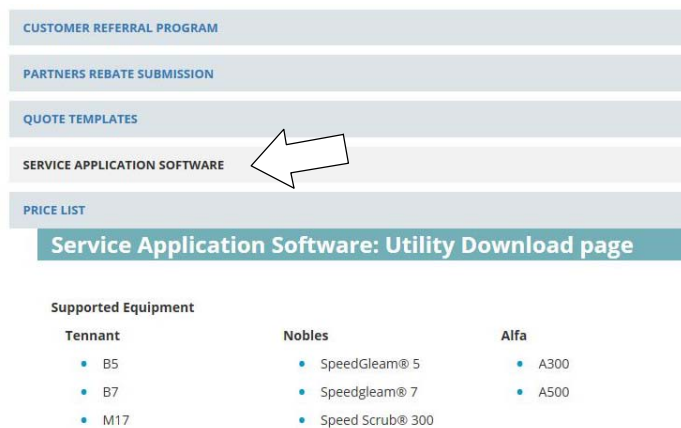 CUSTOMER REFERRAL PROGRAM
PARTNERS REBATE SUBMISSION
QUOTE TEMPLATES
SERVICE APPLICATION SOFTWARE
PRICE LIST
Service Application Software: Utility Download page
Supported Equipment
Tennant Nobles Alfa
• B5 • SpeedGleam® 5 • A300
• B7 • Speedgleam® 7 • A500
• M17 • Speed Scrub® 300